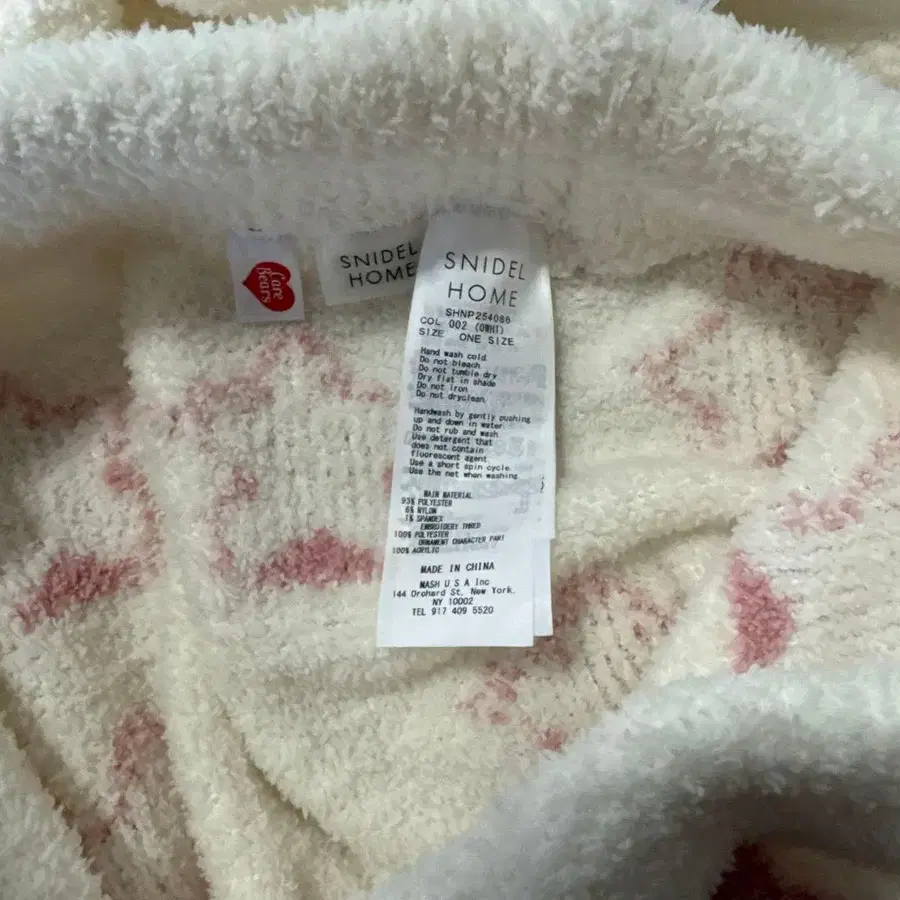 Care
Bears
SNIDEL
HOME
SNIDEL
HOME
SHNP254086
COL 002 (OWHT)
SIZE ONE SIZE
Hand wash cold
Do not bleach
Do not tumble dry
Dry flat in shade
Do not iron
Do not dryclean
Handwash by gently pushing
up and down in water
Do not rub and wash
Use detergent that
does not contain
fluorescent agent
Use a short spin cycle
Use the net when washing
MAIN MATERIAL
93% POLYESTER
6% NYLON
1% SPANDEX
EMBROIDERY THRED
100% POLYESTER
ORNAMENT CHARACTER PART
100% ACRYLIC
MADE IN CHINA
MASH U S A Inc
144 Orchard St, New York,
NY 10002
TEL 917 409 5520